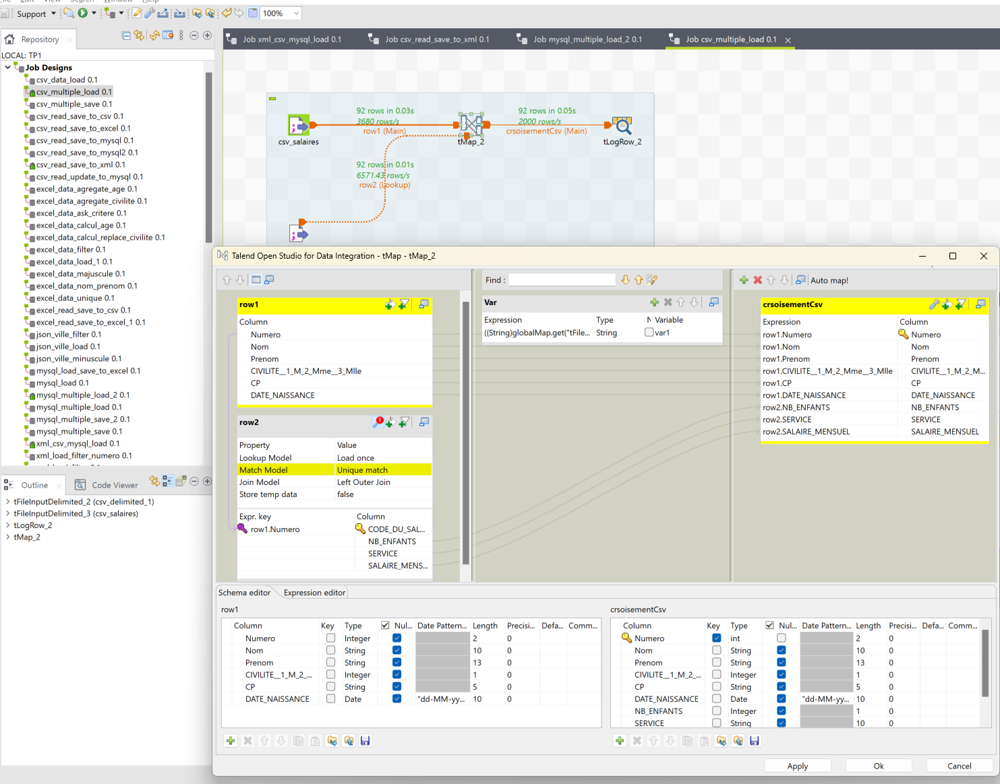 Support
100%
Repository
LOCAL: TP1
Job Designs
csv_data_load 0.1
csv_multiple_load 0.1
csv_multiple_save 0.1
csv_read_save_to_csv 0.1
csv_read_save_to_excel 0.1
csv_read_save_to_mysql 0.1
csv_read_save_to_mysql2 0.1
csv_read_save_to_xml 0.1
csv_read_update_to_mysql 0.1
excel_data_agregate_age 0.1
excel_data_agregate_civilite 0.1
excel_data_ask_critere 0.1
excel_data_calcul_age 0.1
excel_data_calcul_replace_civilite 0.1
excel_data_filter 0.1
excel_data_load_1 0.1
excel_data_majuscule 0.1
excel_data_nom_prenom 0.1
excel_data_unique 0.1
excel_read_save_to_csv 0.1
excel_read_save_to_excel_1 0.1
json_ville_filter 0.1
json_ville_load 0.1
json_ville_minuscule 0.1
mysql_load_save_to_excel 0.1
mysql_load 0.1
mysql_multiple_load_2 0.1
mysql_multiple_load 0.1
mysql_multiple_save_2 0.1
mysql_multiple_save 0.1
xml_csv_mysql_load 0.1
xml_load_filter_numero 0.1
Outline
Code Viewer
tFileInputDelimited_2 (csv_delimited_1)
tFileInputDelimited_3 (csv_salaires)
tLogRow_2
tMap_2
Job xml_csv_mysql_load 0.1
Job csv_read_save_to_xml 0.1
Job mysql_multiple_load_2 0.1
Job csv_multiple_load 0.1
92 rows in 0.03s
3680 rows/s
row1 (Main)
92 rows in 0.05s
2000 rows/s
crsoisementCsv (Main)
csv_salaires
tMap_2
tLogRow_2
92 rows in 0.01s
6571.43 rows/s
row2 (Lookup)
Talend Open Studio for Data Integration - tMap - tMap_2
Find :
Auto map!
row1
Column
Numero
Nom
Prenom
CIVILITE__1_M_2_Mme__3_Mlle
CP
DATE_NAISSANCE
row2
1
Property Value
Lookup Model Load once
Match Model Unique match
Join Model Left Outer Join
Store temp data false
Expr. key Column
row1.Numero CODE_DU_SAL...
NB_ENFANTS
SERVICE
SALAIRE_MENS...
Var
Expression Type N Variable
((String)globalMap.get("tFile... String var1
crsoisementCsv
Expression Column
row1.Numero Numero
row1.Nom Nom
row1.Prenom Prenom
row1.CIVILITE__1_M_2_Mme__3_Mlle CIVILITE__1_M_2_M...
row1.CP CP
row1.DATE_NAISSANCE DATE_NAISSANCE
row2.NB_ENFANTS NB_ENFANTS
row2.SERVICE SERVICE
row2.SALAIRE_MENSUEL SALAIRE_MENSUEL
Schema editor Expression editor
row1
Column Key Type Nul... Date Pattern... Length Precisi... Defa... Comm...
Numero Integer 2 0
Nom String 10 0
Prenom String 13 0
CIVILITE__1_M_2_... Integer 1 0
CP String 5 0
DATE_NAISSANCE Date "dd-MM-yy... 10 0
crsoisementCsv
Column Key Type Nul... Date Pattern... Length Precisi... Defa... Comm...
Numero int 2 0
Nom String 10 0
Prenom String 13 0
CIVILITE__1_M_2_... Integer 1 0
CP String 5 0
DATE_NAISSANCE Date "dd-MM-yy... 10 0
NB_ENFANTS Integer 1 0
SERVICE String 10 0
Apply Ok Cancel